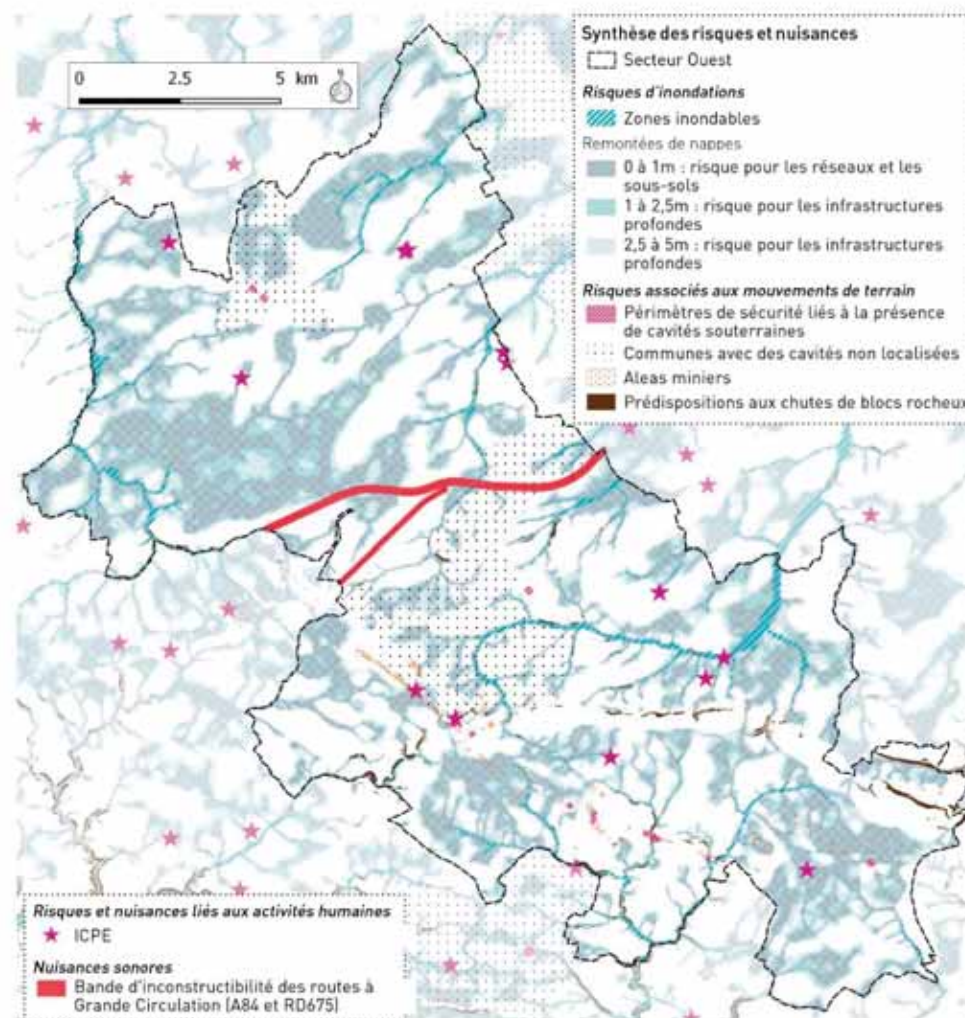 0 2.5 5 km
N
Synthèse des risques et nuisances
Secteur Ouest
Risques d'inondations
Zones inondables
Remontées de nappes
0 à 1m : risque pour les réseaux et les
sous-sols
1 à 2,5m : risque pour les infrastructures
profondes
2,5 à 5m : risque pour les infrastructures
profondes
Risques associés aux mouvements de terrain
Périmètres de sécurité liés à la présence
de cavités souterraines
Communes avec des cavités non localisées
Aleas miniers
Prédispositions aux chutes de blocs rocheux
Risques et nuisances liés aux activités humaines
ICPE
Nuisances sonores
Bande d'inconstructibilité des routes à
Grande Circulation (A84 et RD675)